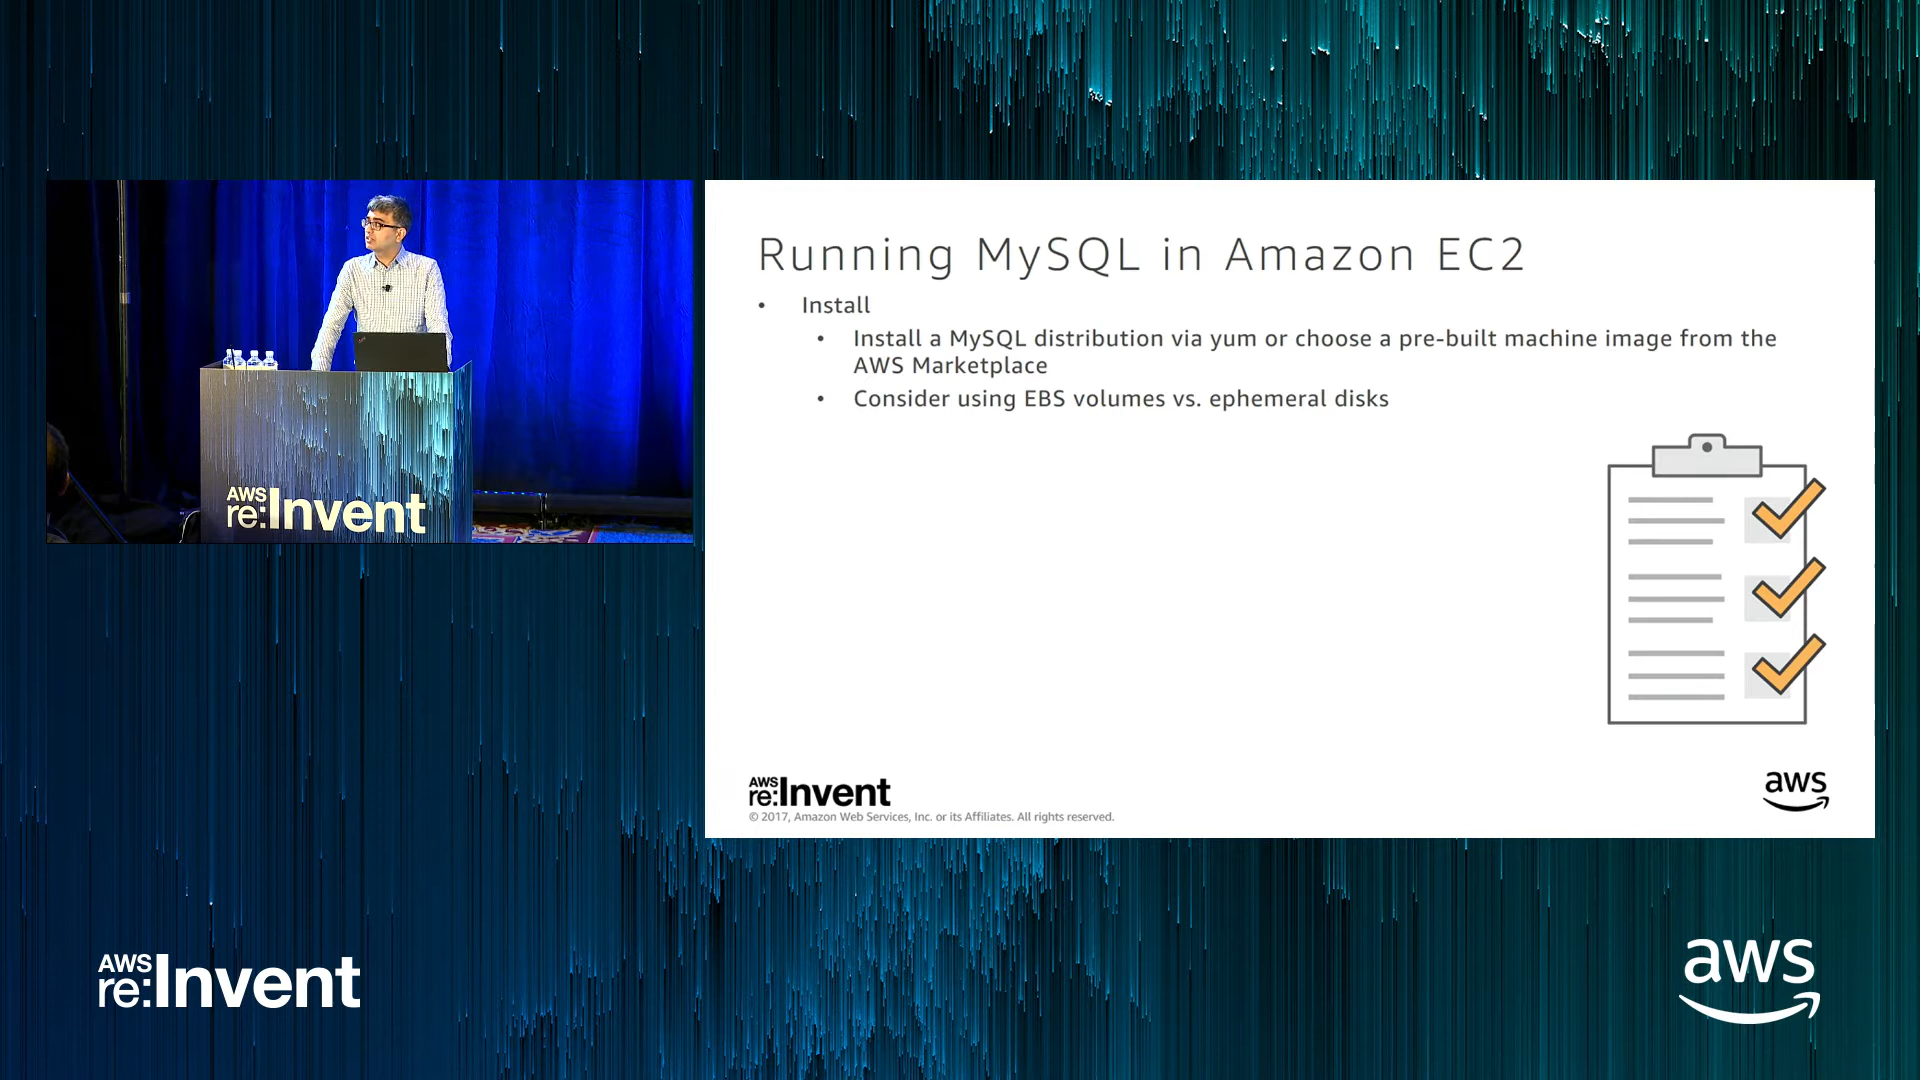 Running MySQL in Amazon EC2
• Install
• Install a MySQL distribution via yum or choose a pre-built machine image from the
AWS Marketplace
• Consider using EBS volumes vs. ephemeral disks
AWS
re:Invent
AWS
re:Invent
© 2017, Amazon Web Services, Inc. or its Affiliates. All rights reserved.
aws
AWS
re:Invent
aws